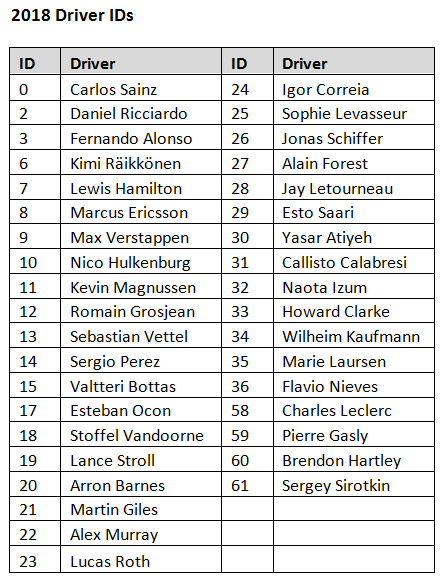 2018 Driver IDs
ID Driver ID Driver
0 Carlos Sainz 24 Igor Correia
2 Daniel Ricciardo 25 Sophie Levasseur
3 Fernando Alonso 26 Jonas Schiffer
6 Kimi Räikkönen 27 Alain Forest
7 Lewis Hamilton 28 Jay Letourneau
8 Marcus Ericsson 29 Esto Saari
9 Max Verstappen 30 Yasar Atiyeh
10 Nico Hulkenburg 31 Callisto Calabresi
11 Kevin Magnussen 32 Naota Izum
12 Romain Grosjean 33 Howard Clarke
13 Sebastian Vettel 34 Wilheim Kaufmann
14 Sergio Perez 35 Marie Laursen
15 Valtteri Bottas 36 Flavio Nieves
17 Esteban Ocon 58 Charles Leclerc
18 Stoffel Vandoorne 59 Pierre Gasly
19 Lance Stroll 60 Brendon Hartley
20 Arron Barnes 61 Sergey Sirotkin
21 Martin Giles
22 Alex Murray
23 Lucas Roth